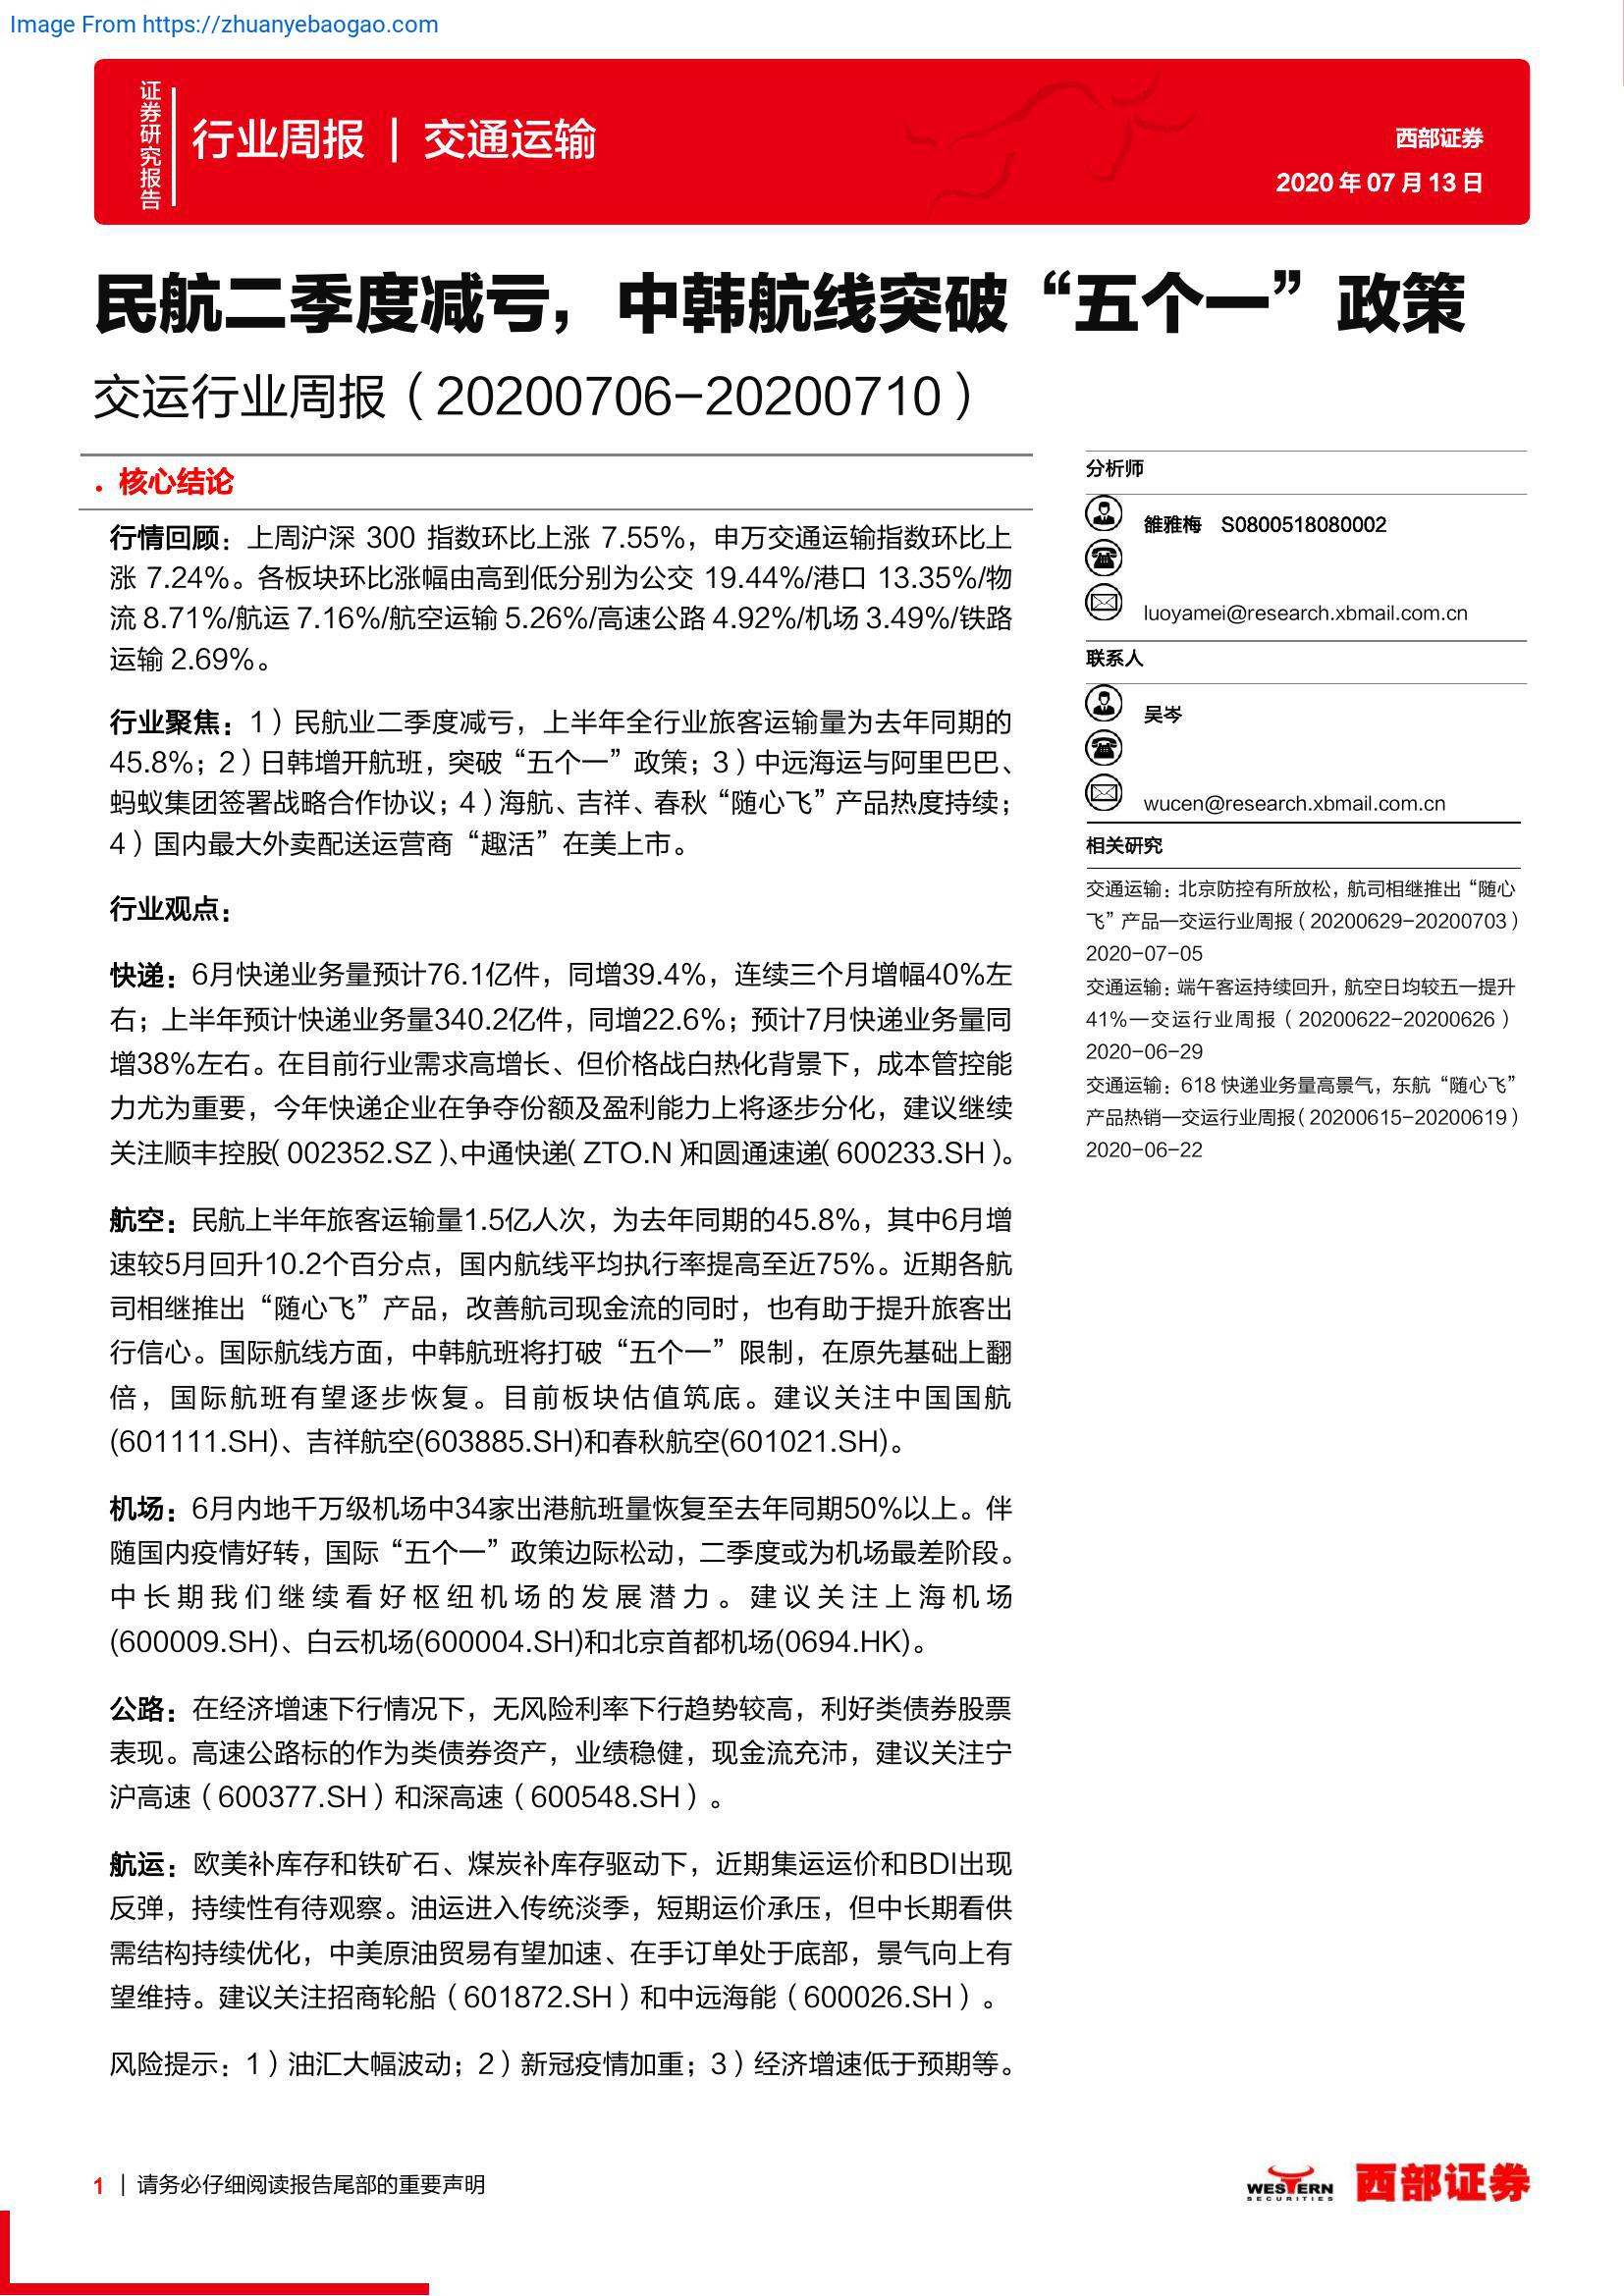 Image From https://zhuanyebaogao.com
证券研究报告
行业周报 | 交通运输
西部证券
2020 年 07 月 13 日
民航二季度减亏，中韩航线突破“五个一”政策
交运行业周报（20200706-20200710）
• 核心结论
行情回顾：上周沪深 300 指数环比上涨 7.55%，申万交通运输指数环比上
涨 7.24%。各板块环比涨幅由高到低分别为公交 19.44%/港口 13.35%/物
流 8.71%/航运 7.16%/航空运输 5.26%/高速公路 4.92%/机场 3.49%/铁路
运输 2.69%。
行业聚焦：1）民航业二季度减亏，上半年全行业旅客运输量为去年同期的
45.8%；2）日韩增开航班，突破“五个一”政策；3）中远海运与阿里巴巴、
蚂蚁集团签署战略合作协议；4）海航、吉祥、春秋“随心飞”产品热度持续；
4）国内最大外卖配送运营商“趣活”在美上市。
行业观点：
快递：6月快递业务量预计76.1亿件，同增39.4%，连续三个月增幅40%左
右；上半年预计快递业务量340.2亿件，同增22.6%；预计7月快递业务量同
增38%左右。在目前行业需求高增长、但价格战白热化背景下，成本管控能
力尤为重要，今年快递企业在争夺份额及盈利能力上将逐步分化，建议继续
关注顺丰控股（002352.SZ）、中通快递（ZTO.N）和圆通速递（600233.SH）。
航空：民航上半年旅客运输量1.5亿人次，为去年同期的45.8%，其中6月增
速较5月回升10.2个百分点，国内航线平均执行率提高至近75%。近期各航
司相继推出“随心飞”产品，改善航司现金流的同时，也有助于提升旅客出
行信心。国际航线方面，中韩航班将打破“五个一”限制，在原先基础上翻
倍，国际航班有望逐步恢复。目前板块估值筑底。建议关注中国国航
(601111.SH)、吉祥航空(603885.SH)和春秋航空(601021.SH)。
机场：6月内地千万级机场中34家出港航班量恢复至去年同期50%以上。伴
随国内疫情好转，国际“五个一”政策边际松动，二季度或为机场最差阶段。
中长期我们继续看好枢纽机场的发展潜力。建议关注上海机场
(600009.SH)、白云机场(600004.SH)和北京首都机场(0694.HK)。
公路：在经济增速下行情况下，无风险利率下行趋势较高，利好类债券股票
表现。高速公路标的作为类债券资产，业绩稳健，现金流充沛，建议关注宁
沪高速（600377.SH）和深高速（600548.SH）。
航运：欧美补库存和铁矿石、煤炭补库存驱动下，近期集运运价和BDI出现
反弹，持续性有待观察。油运进入传统淡季，短期运价承压，但中长期看供
需结构持续优化，中美原油贸易有望加速、在手订单处于底部，景气向上有
望维持。建议关注招商轮船（601872.SH）和中远海能（600026.SH）。
风险提示：1）油汇大幅波动；2）新冠疫情加重；3）经济增速低于预期等。
分析师
雒雅梅 S0800518080002
luoyamei@research.xbmail.com.cn
联系人
吴岑
wucen@research.xbmail.com.cn
相关研究
交通运输：北京防控有所放松，航司相继推出“随心
飞”产品—交运行业周报（20200629-20200703）
2020-07-05
交通运输：端午客运持续回升，航空日均较五一提升
41%—交运行业周报（20200622-20200626）
2020-06-29
交通运输：618 快递业务量高景气，东航“随心飞”
产品热销—交运行业周报（20200615-20200619）
2020-06-22
1 | 请务必仔细阅读报告尾部的重要声明
WESTERN
SECURITIES
西部证券